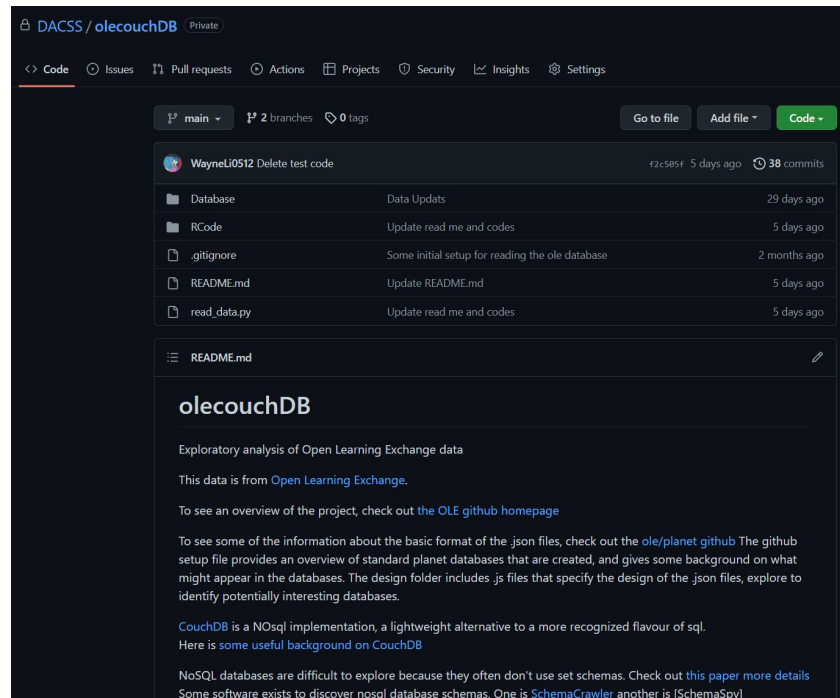 DACSS / olecouchDB Private
Code Issues Pull requests Actions Projects Security Insights Settings
main 2 branches 0 tags Go to file Add file Code
WayneLi0512 Delete test code f2c505f 5 days ago 38 commits
Database Data Updats 29 days ago
RCode Update read me and codes 5 days ago
.gitignore Some initial setup for reading the ole database 2 months ago
README.md Update README.md 5 days ago
read_data.py Update read me and codes 5 days ago
README.md
olecouchDB
Exploratory analysis of Open Learning Exchange data
This data is from Open Learning Exchange.
To see an overview of the project, check out the OLE github homepage
To see some of the information about the basic format of the .json files, check out the ole/planet github The github
setup file provides an overview of standard planet databases that are created, and gives some background on what
might appear in the databases. The design folder includes .js files that specify the design of the .json files, explore to
identify potentially interesting databases.
CouchDB is a NOsql implementation, a lightweight alternative to a more recognized flavour of sql.
Here is some useful background on CouchDB
NoSQL databases are difficult to explore because they often don't use set schemas. Check out this paper more details
Some software exists to discover nosql database schemas. One is SchemaCrawler another is [SchemaSpy]